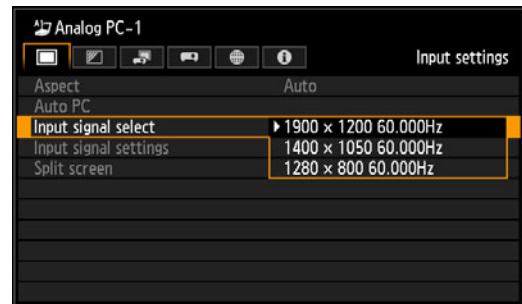 Analog PC-1
Input settings
Aspect Auto
Auto PC
Input signal select 1900 × 1200 60.000Hz
Input signal settings 1400 × 1050 60.000Hz
Split screen 1280 × 800 60.000Hz